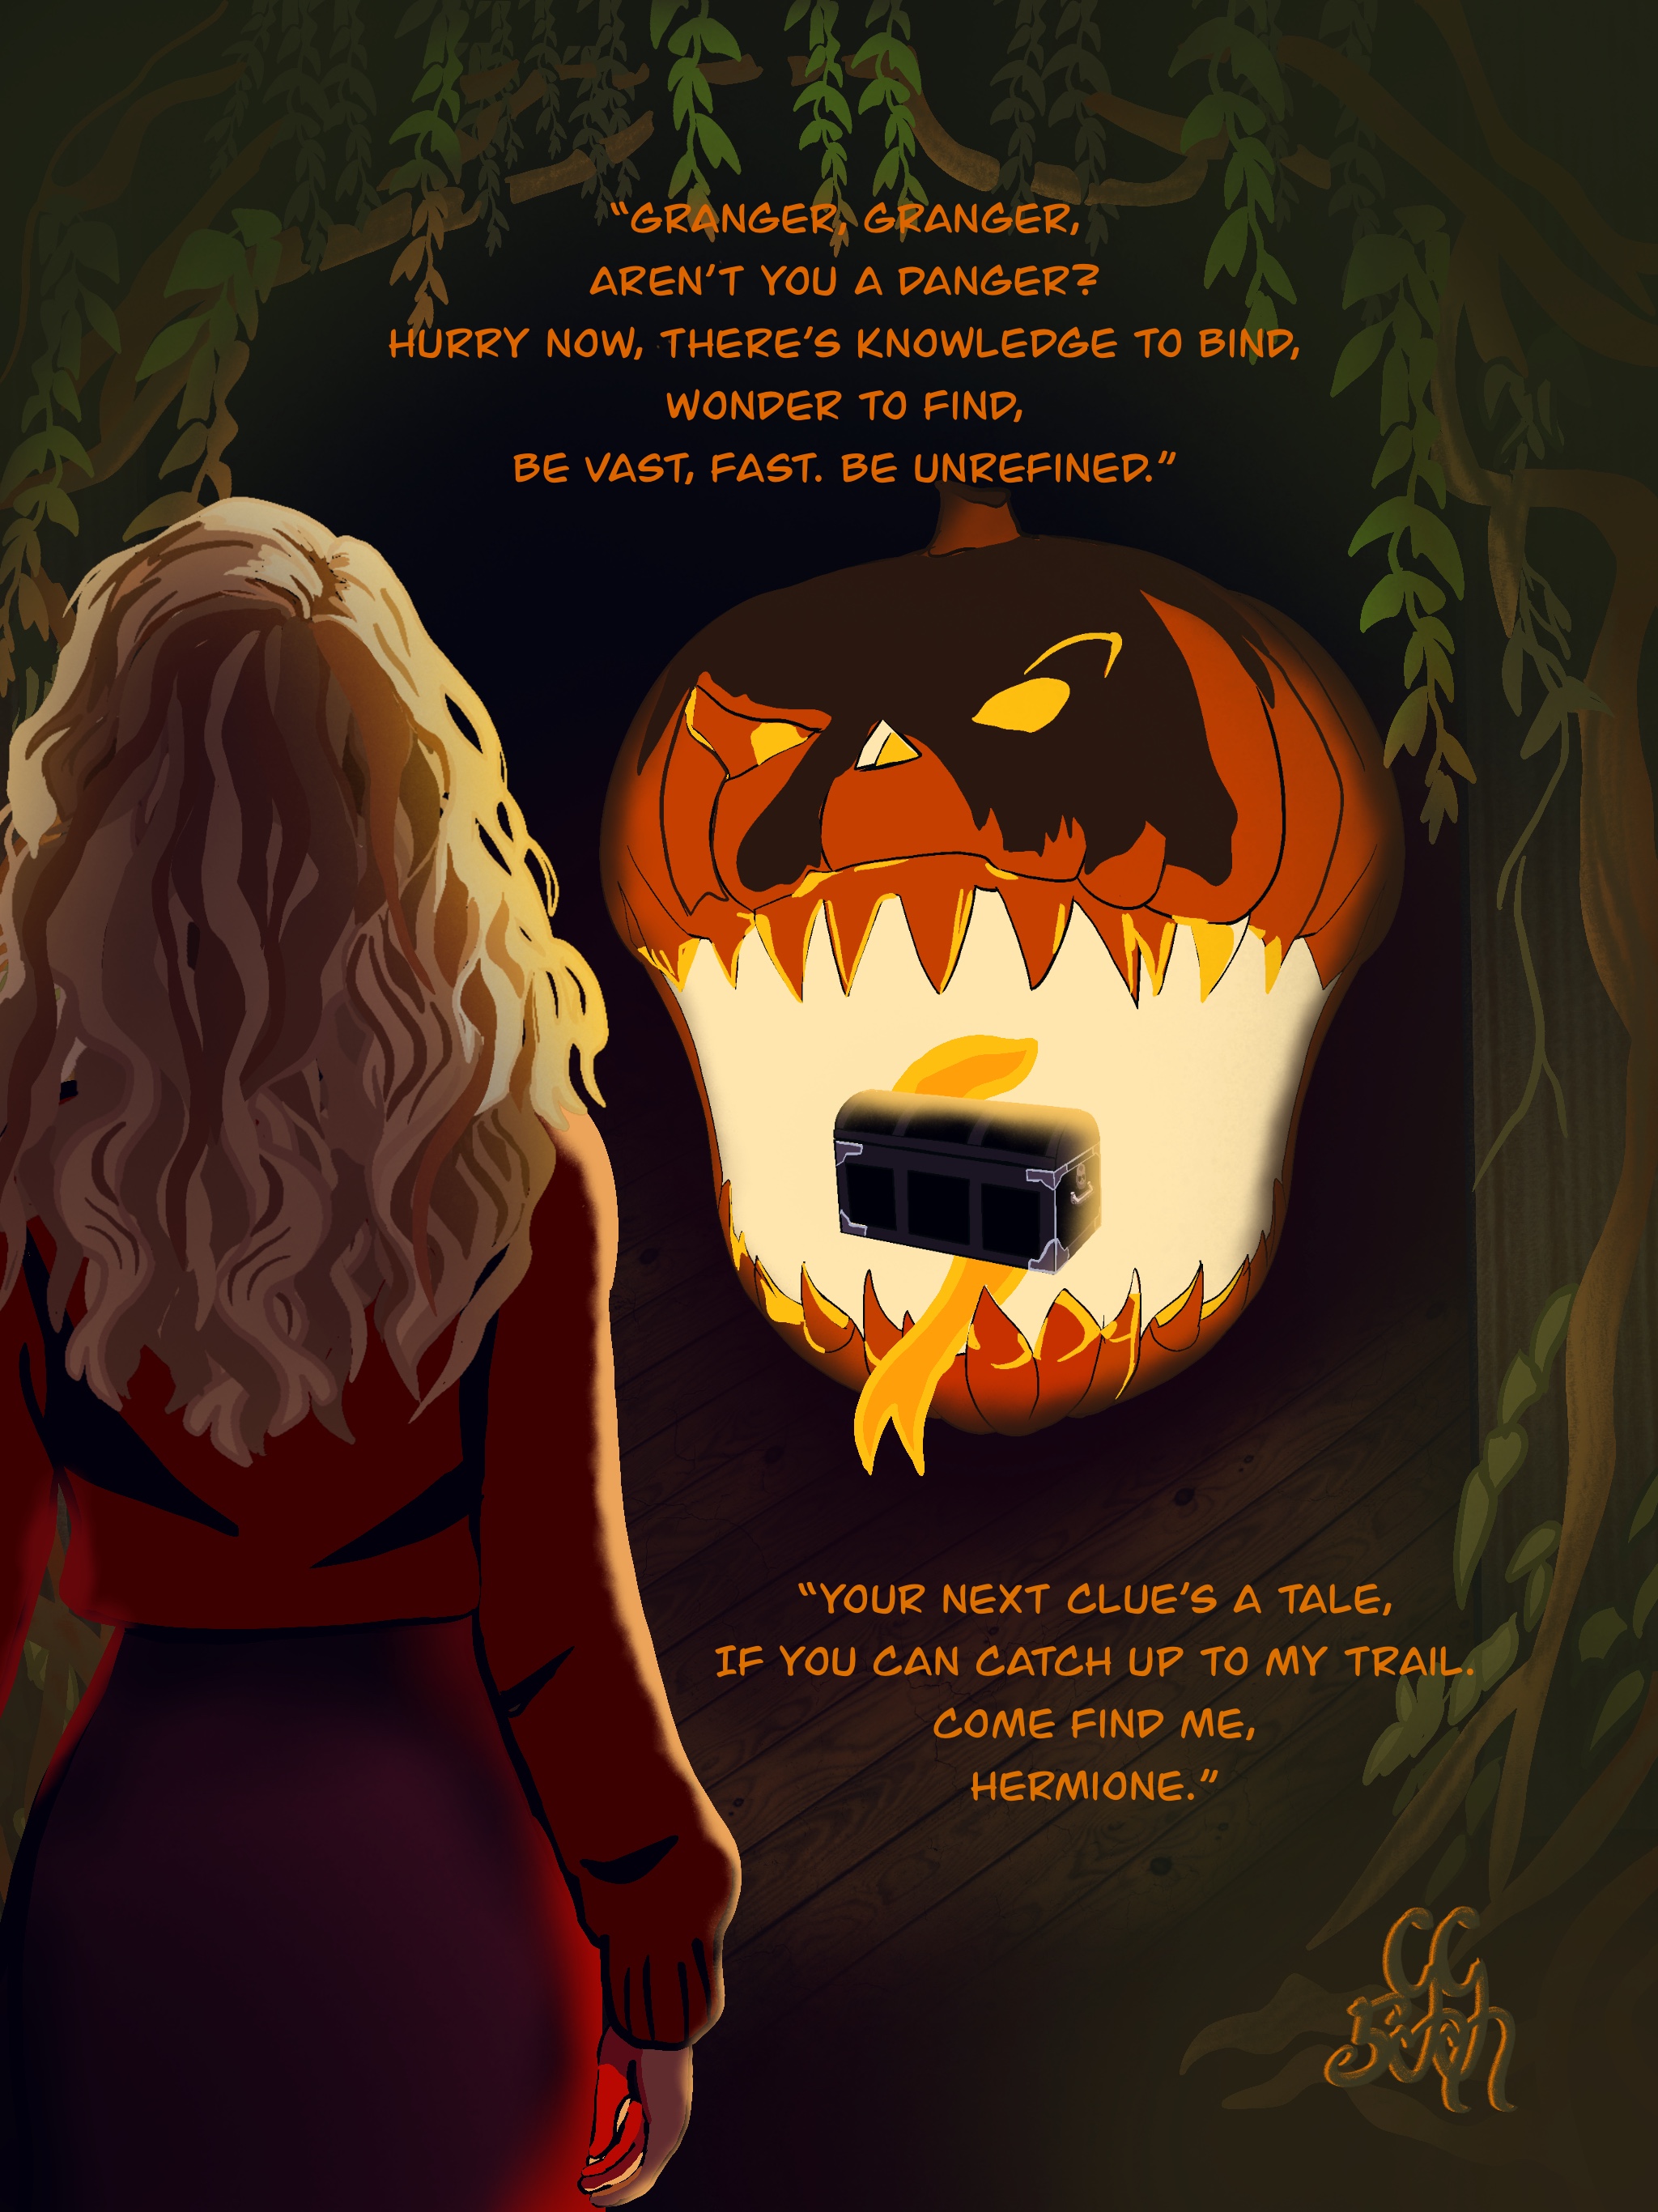 “GRANGER, GRANGER,
AREN’T YOU A DANGER?
HURRY NOW, THERE’S KNOWLEDGE TO BIND,
WONDER TO FIND,
BE VAST, FAST. BE UNREFINED.”
“YOUR NEXT CLUE’S A TALE,
IF YOU CAN CATCH UP TO MY TRAIL.
COME FIND ME,
HERMIONE.”